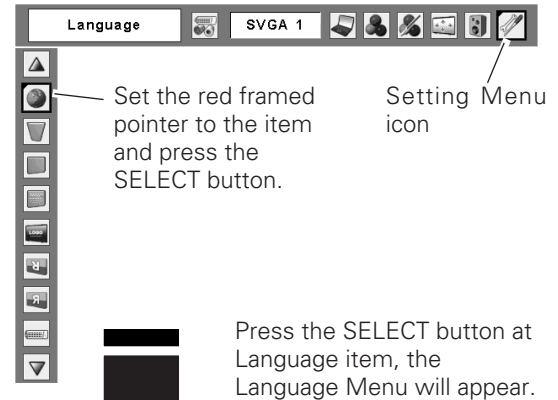 Language SVGA 1
Set the red framed
pointer to the item
and press the
SELECT button.
Setting Menu
icon
LOGO
R
R
Press the SELECT button at
Language item, the
Language Menu will appear.